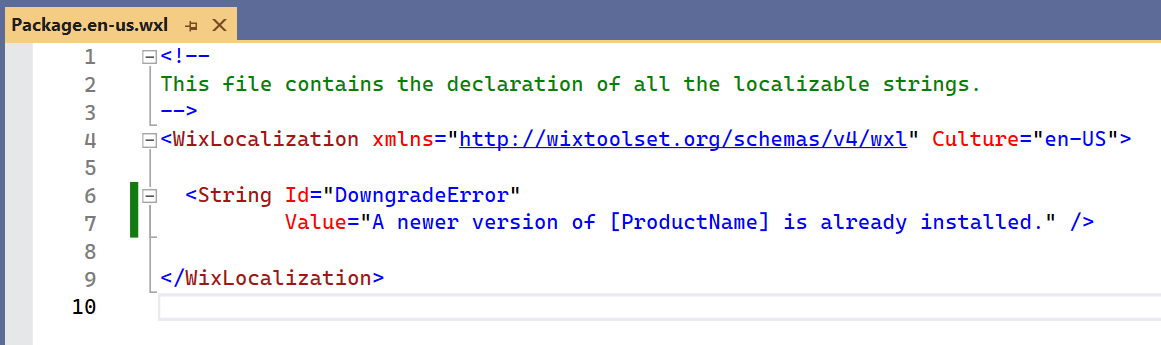 Package.en-us.wxl
1 <!--
2 This file contains the declaration of all the localizable strings.
3 -->
4 <WixLocalization xmlns="http://wixtoolset.org/schemas/v4/wxl" Culture="en-US">
5
6 <String Id="DowngradeError"
7 Value="A newer version of [ProductName] is already installed." />
8
9 </WixLocalization>
10